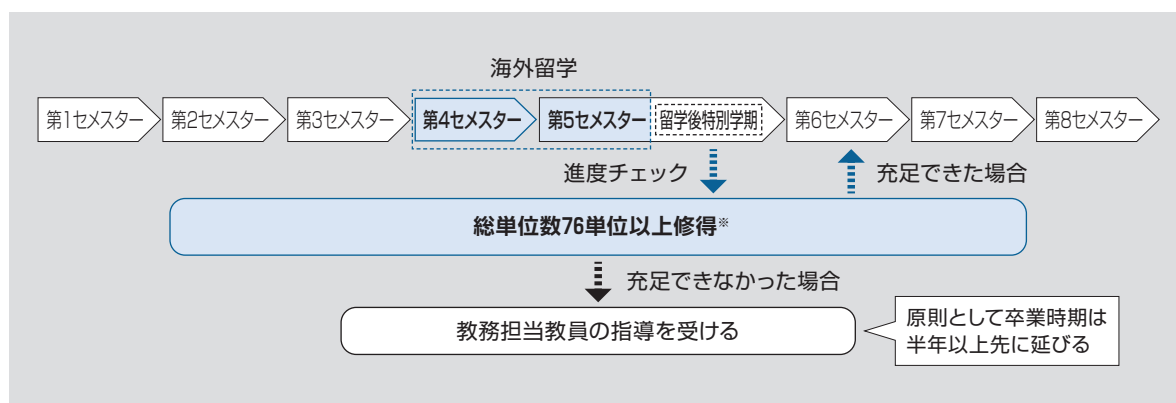 海外留学
第1セメスター
第2セメスター
第3セメスター
第4セメスター
第5セメスター
留学後特別学期
第6セメスター
第7セメスター
第8セメスター
進度チェック
充足できた場合
総単位数76単位以上修得※
充足できなかった場合
教務担当教員の指導を受ける
原則として卒業時期は
半年以上先に延びる